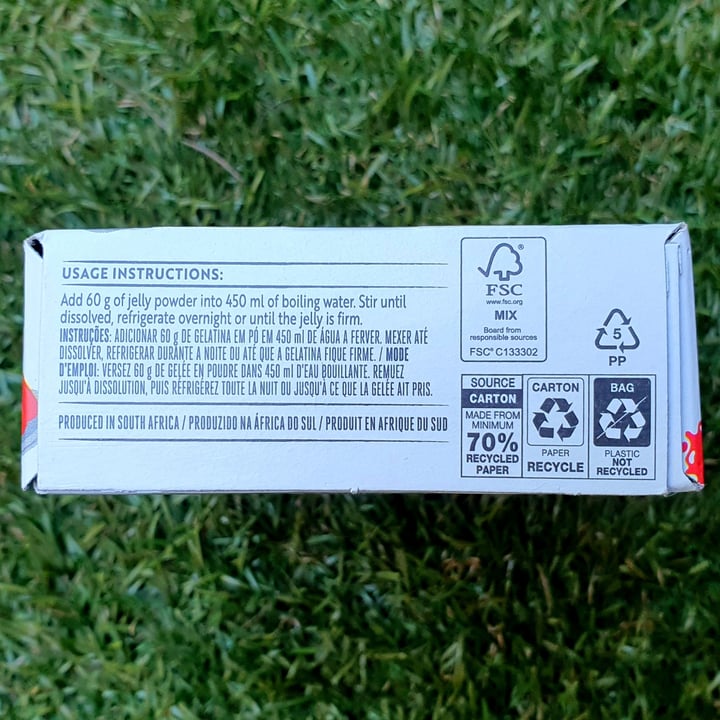 USAGE INSTRUCTIONS:
Add 60 g of jelly powder into 450 ml of boiling water. Stir until
dissolved, refrigerate overnight or until the jelly is firm.
INSTRUÇÕES: ADICIONAR 60 g DE GELATINA EM PÓ EM 450 ml DE ÁGUA A FERVER. MEXER ATÉ
DISSOLVER, REFRIGERAR DURANTE A NOITE OU ATÉ QUE A GELATINA FIQUE FIRME. / MODE
D'EMPLOI: VERSEZ 60 g DE GELÉE EN POUDRE DANS 450 ml D'EAU BOUILLANTE. REMUEZ
JUSQU'À DISSOLUTION, PUIS RÉFRIGÉREZ TOUTE LA NUIT OU JUSQU'À CE QUE LA GELÉE AIT PRIS.
PRODUCED IN SOUTH AFRICA / PRODUZIDO NA ÁFRICA DO SUL / PRODUIT EN AFRIQUE DU SUD
®
FSC
www.fsc.org
MIX
Board from
responsible sources
FSC® C133302
5
PP
SOURCE
CARTON
MADE FROM
MINIMUM
70%
RECYCLED
PAPER
CARTON
PAPER
RECYCLE
BAG
PLASTIC
NOT
RECYCLED